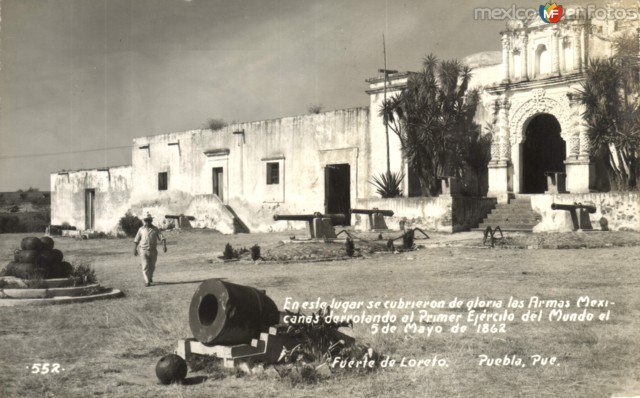 mexicoenfotos
En este lugar se cubrieron de gloria las Armas Mexi-
canas derrotando al Primer Ejército del Mundo el
5 de Mayo de 1862
552.
Fuerte de Loreto. Puebla, Pue.